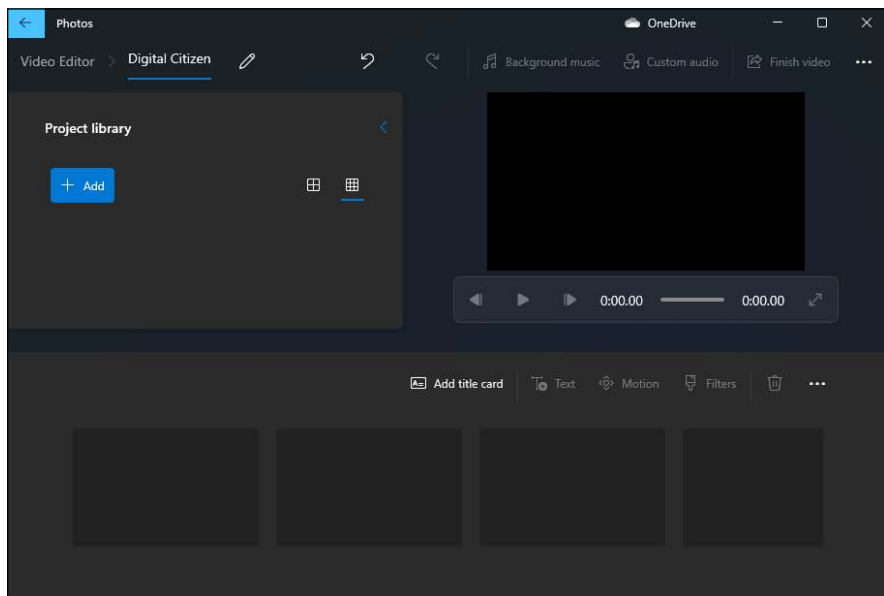 Photos
OneDrive
Video Editor
Digital Citizen
Background music
Custom audio
Finish video
Project library
Add
0:00.00
0:00.00
Add title card
Text
Motion
Filters